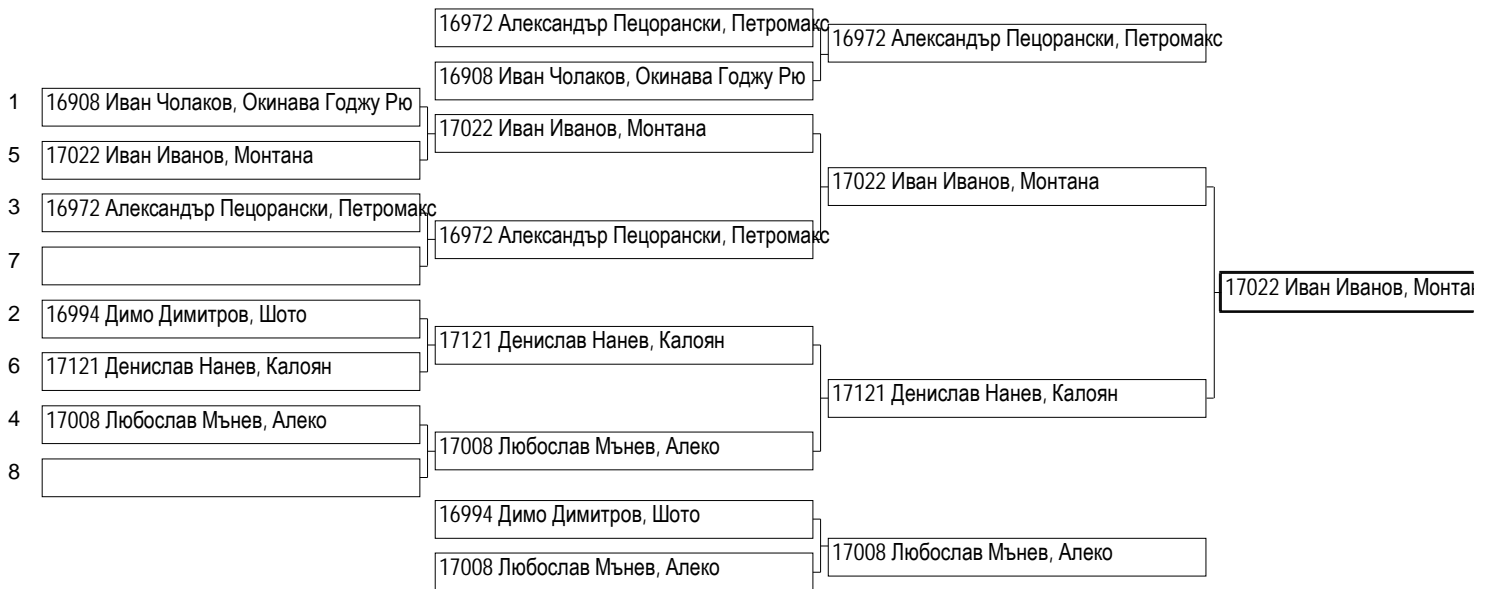 16972 Александър Пецорански, Петромакс
16972 Александър Пецорански, Петромакс
16908 Иван Чолаков, Окинава Годжу Рю
1 16908 Иван Чолаков, Окинава Годжу Рю
17022 Иван Иванов, Монтана
5 17022 Иван Иванов, Монтана
17022 Иван Иванов, Монтана
3 16972 Александър Пецорански, Петромакс
16972 Александър Пецорански, Петромакс
7
17022 Иван Иванов, Монтан
2 16994 Димо Димитров, Шото
17121 Денислав Нанев, Калоян
6 17121 Денислав Нанев, Калоян
17121 Денислав Нанев, Калоян
4 17008 Любослав Мънев, Алеко
17008 Любослав Мънев, Алеко
8
16994 Димо Димитров, Шото
17008 Любослав Мънев, Алеко
17008 Любослав Мънев, Алеко